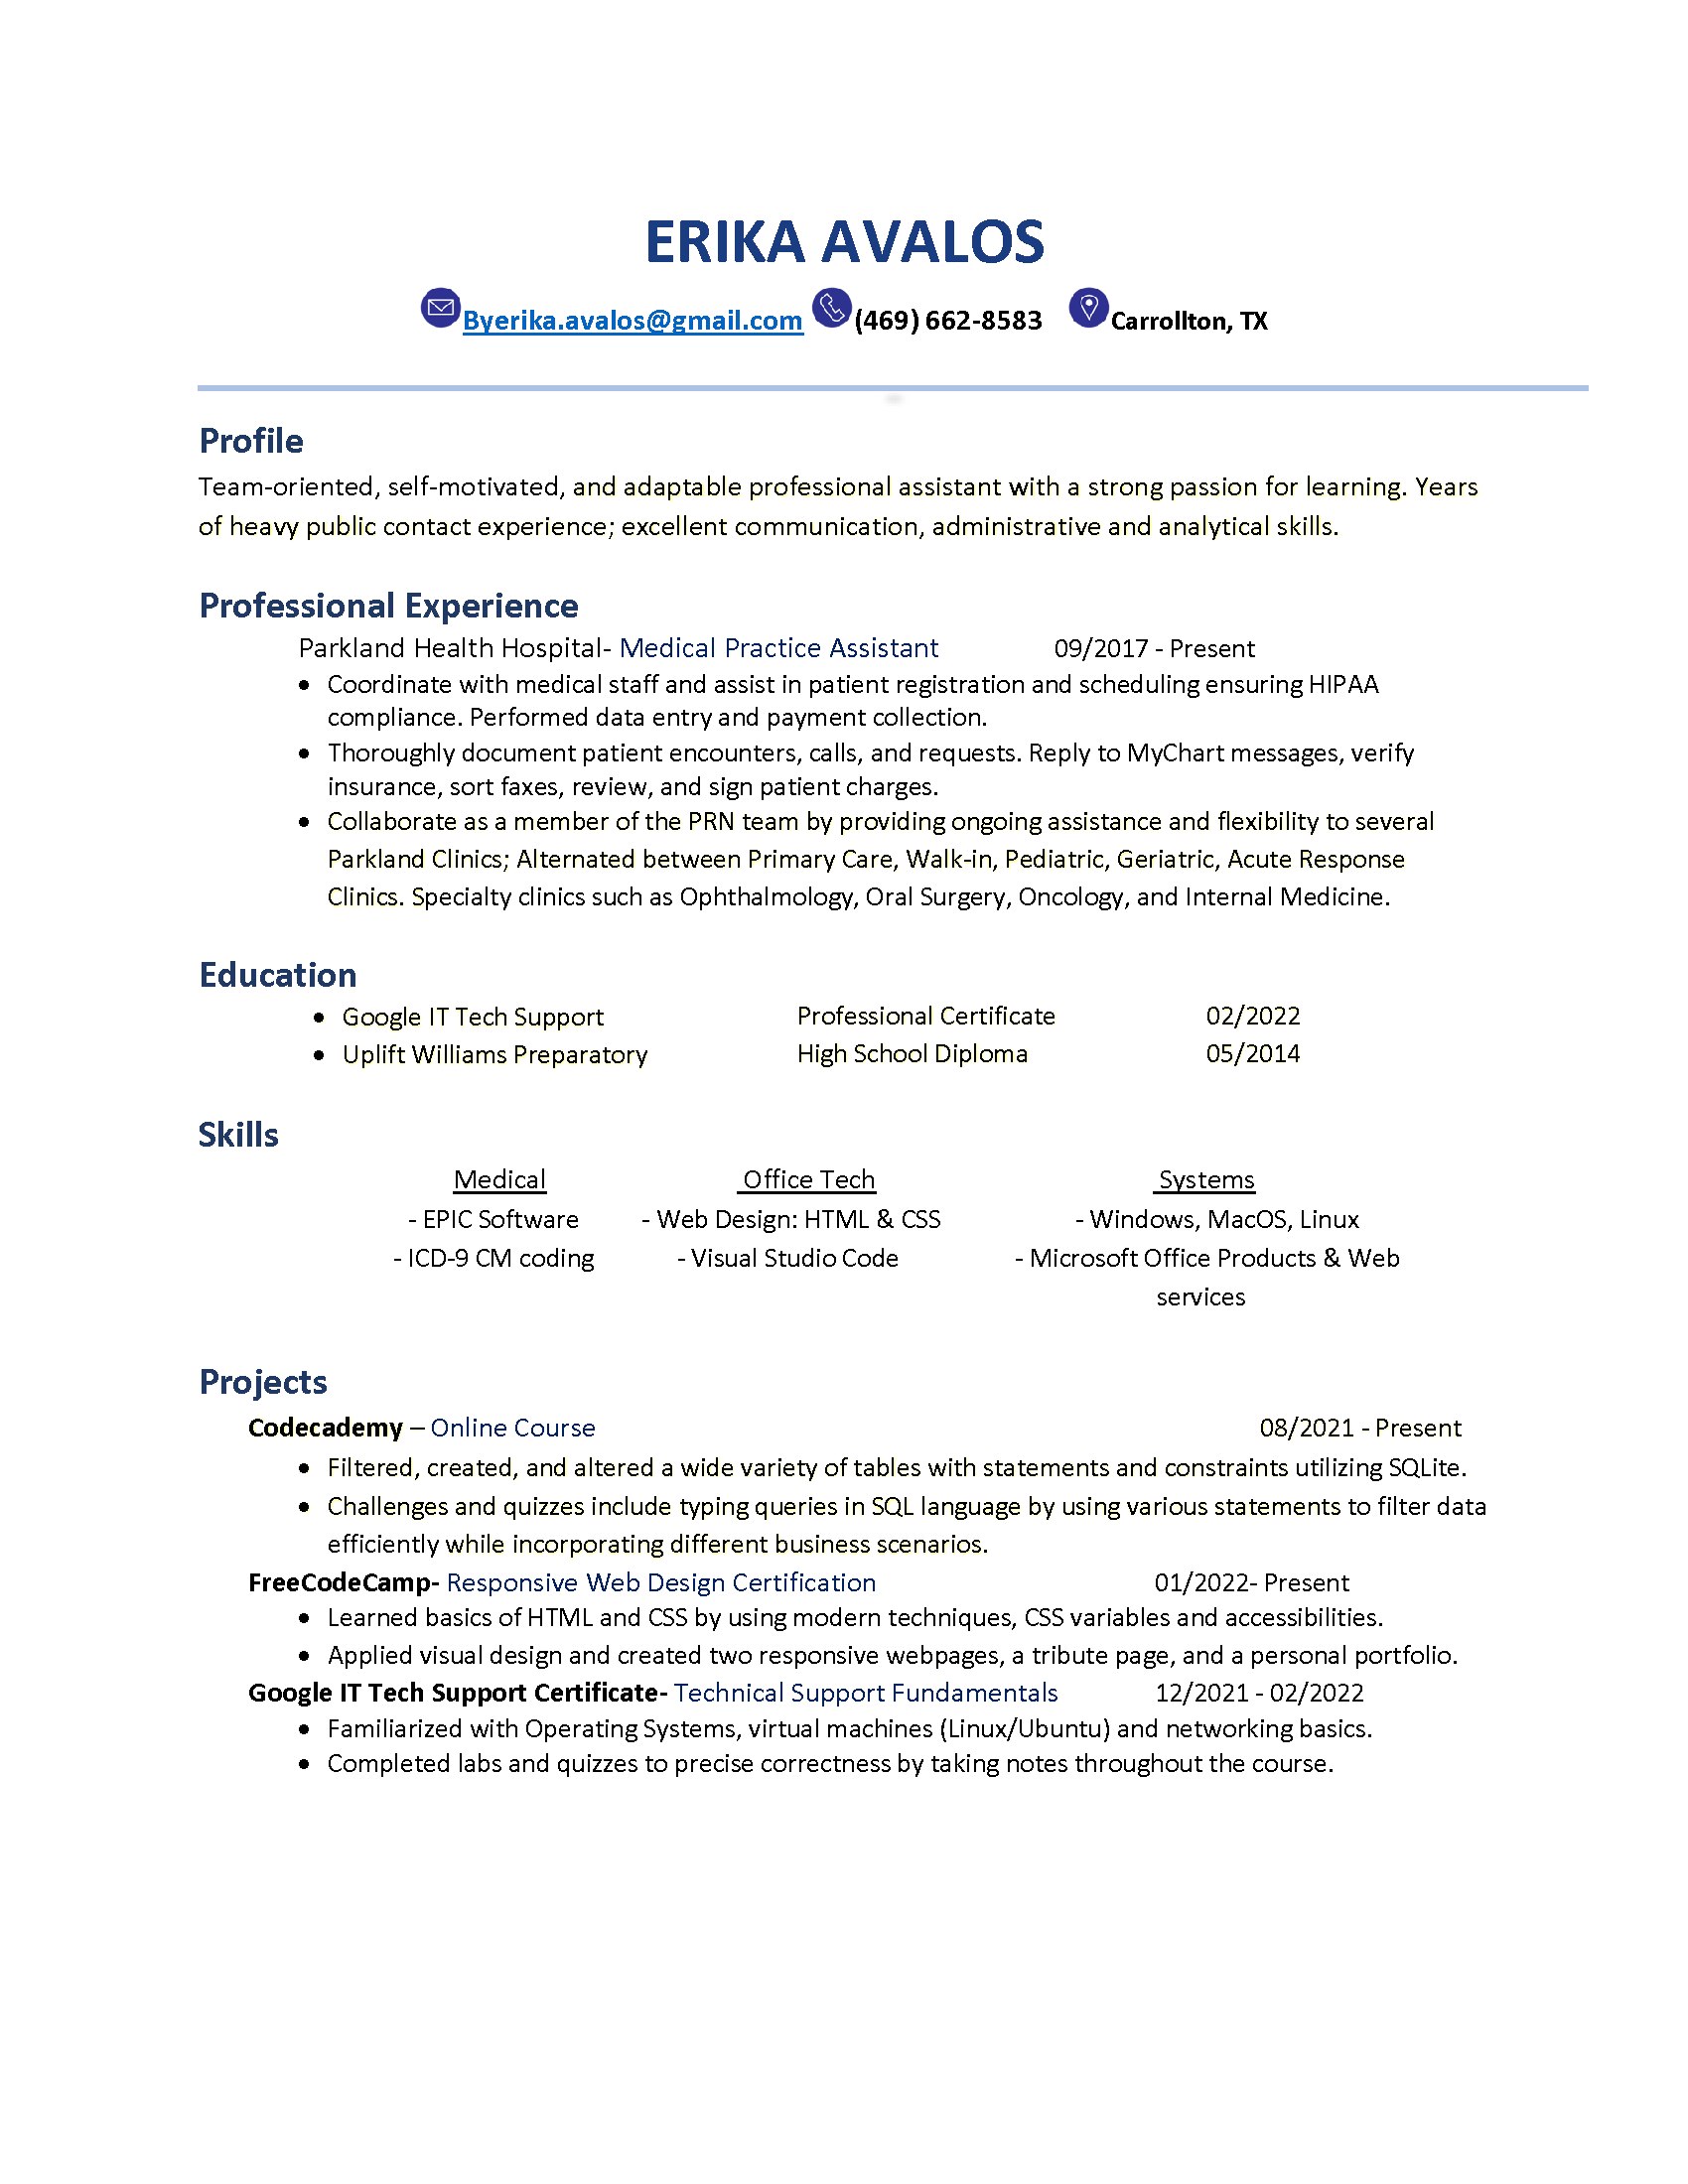 ERIKA AVALOS
Byerika.avalos@gmail.com (469) 662-8583 Carrollton, TX
Profile
Team-oriented, self-motivated, and adaptable professional assistant with a strong passion for learning. Years
of heavy public contact experience; excellent communication, administrative and analytical skills.
Professional Experience
Parkland Health Hospital- Medical Practice Assistant 09/2017 - Present
• Coordinate with medical staff and assist in patient registration and scheduling ensuring HIPAA
compliance. Performed data entry and payment collection.
• Thoroughly document patient encounters, calls, and requests. Reply to MyChart messages, verify
insurance, sort faxes, review, and sign patient charges.
• Collaborate as a member of the PRN team by providing ongoing assistance and flexibility to several
Parkland Clinics; Alternated between Primary Care, Walk-in, Pediatric, Geriatric, Acute Response
Clinics. Specialty clinics such as Ophthalmology, Oral Surgery, Oncology, and Internal Medicine.
Education
• Google IT Tech Support Professional Certificate 02/2022
• Uplift Williams Preparatory High School Diploma 05/2014
Skills
Medical Office Tech Systems
- EPIC Software - Web Design: HTML & CSS - Windows, MacOS, Linux
- ICD-9 CM coding - Visual Studio Code - Microsoft Office Products & Web
services
Projects
Codecademy – Online Course 08/2021 - Present
• Filtered, created, and altered a wide variety of tables with statements and constraints utilizing SQLite.
• Challenges and quizzes include typing queries in SQL language by using various statements to filter data
efficiently while incorporating different business scenarios.
FreeCodeCamp- Responsive Web Design Certification 01/2022- Present
• Learned basics of HTML and CSS by using modern techniques, CSS variables and accessibilities.
• Applied visual design and created two responsive webpages, a tribute page, and a personal portfolio.
Google IT Tech Support Certificate- Technical Support Fundamentals 12/2021 - 02/2022
• Familiarized with Operating Systems, virtual machines (Linux/Ubuntu) and networking basics.
• Completed labs and quizzes to precise correctness by taking notes throughout the course.